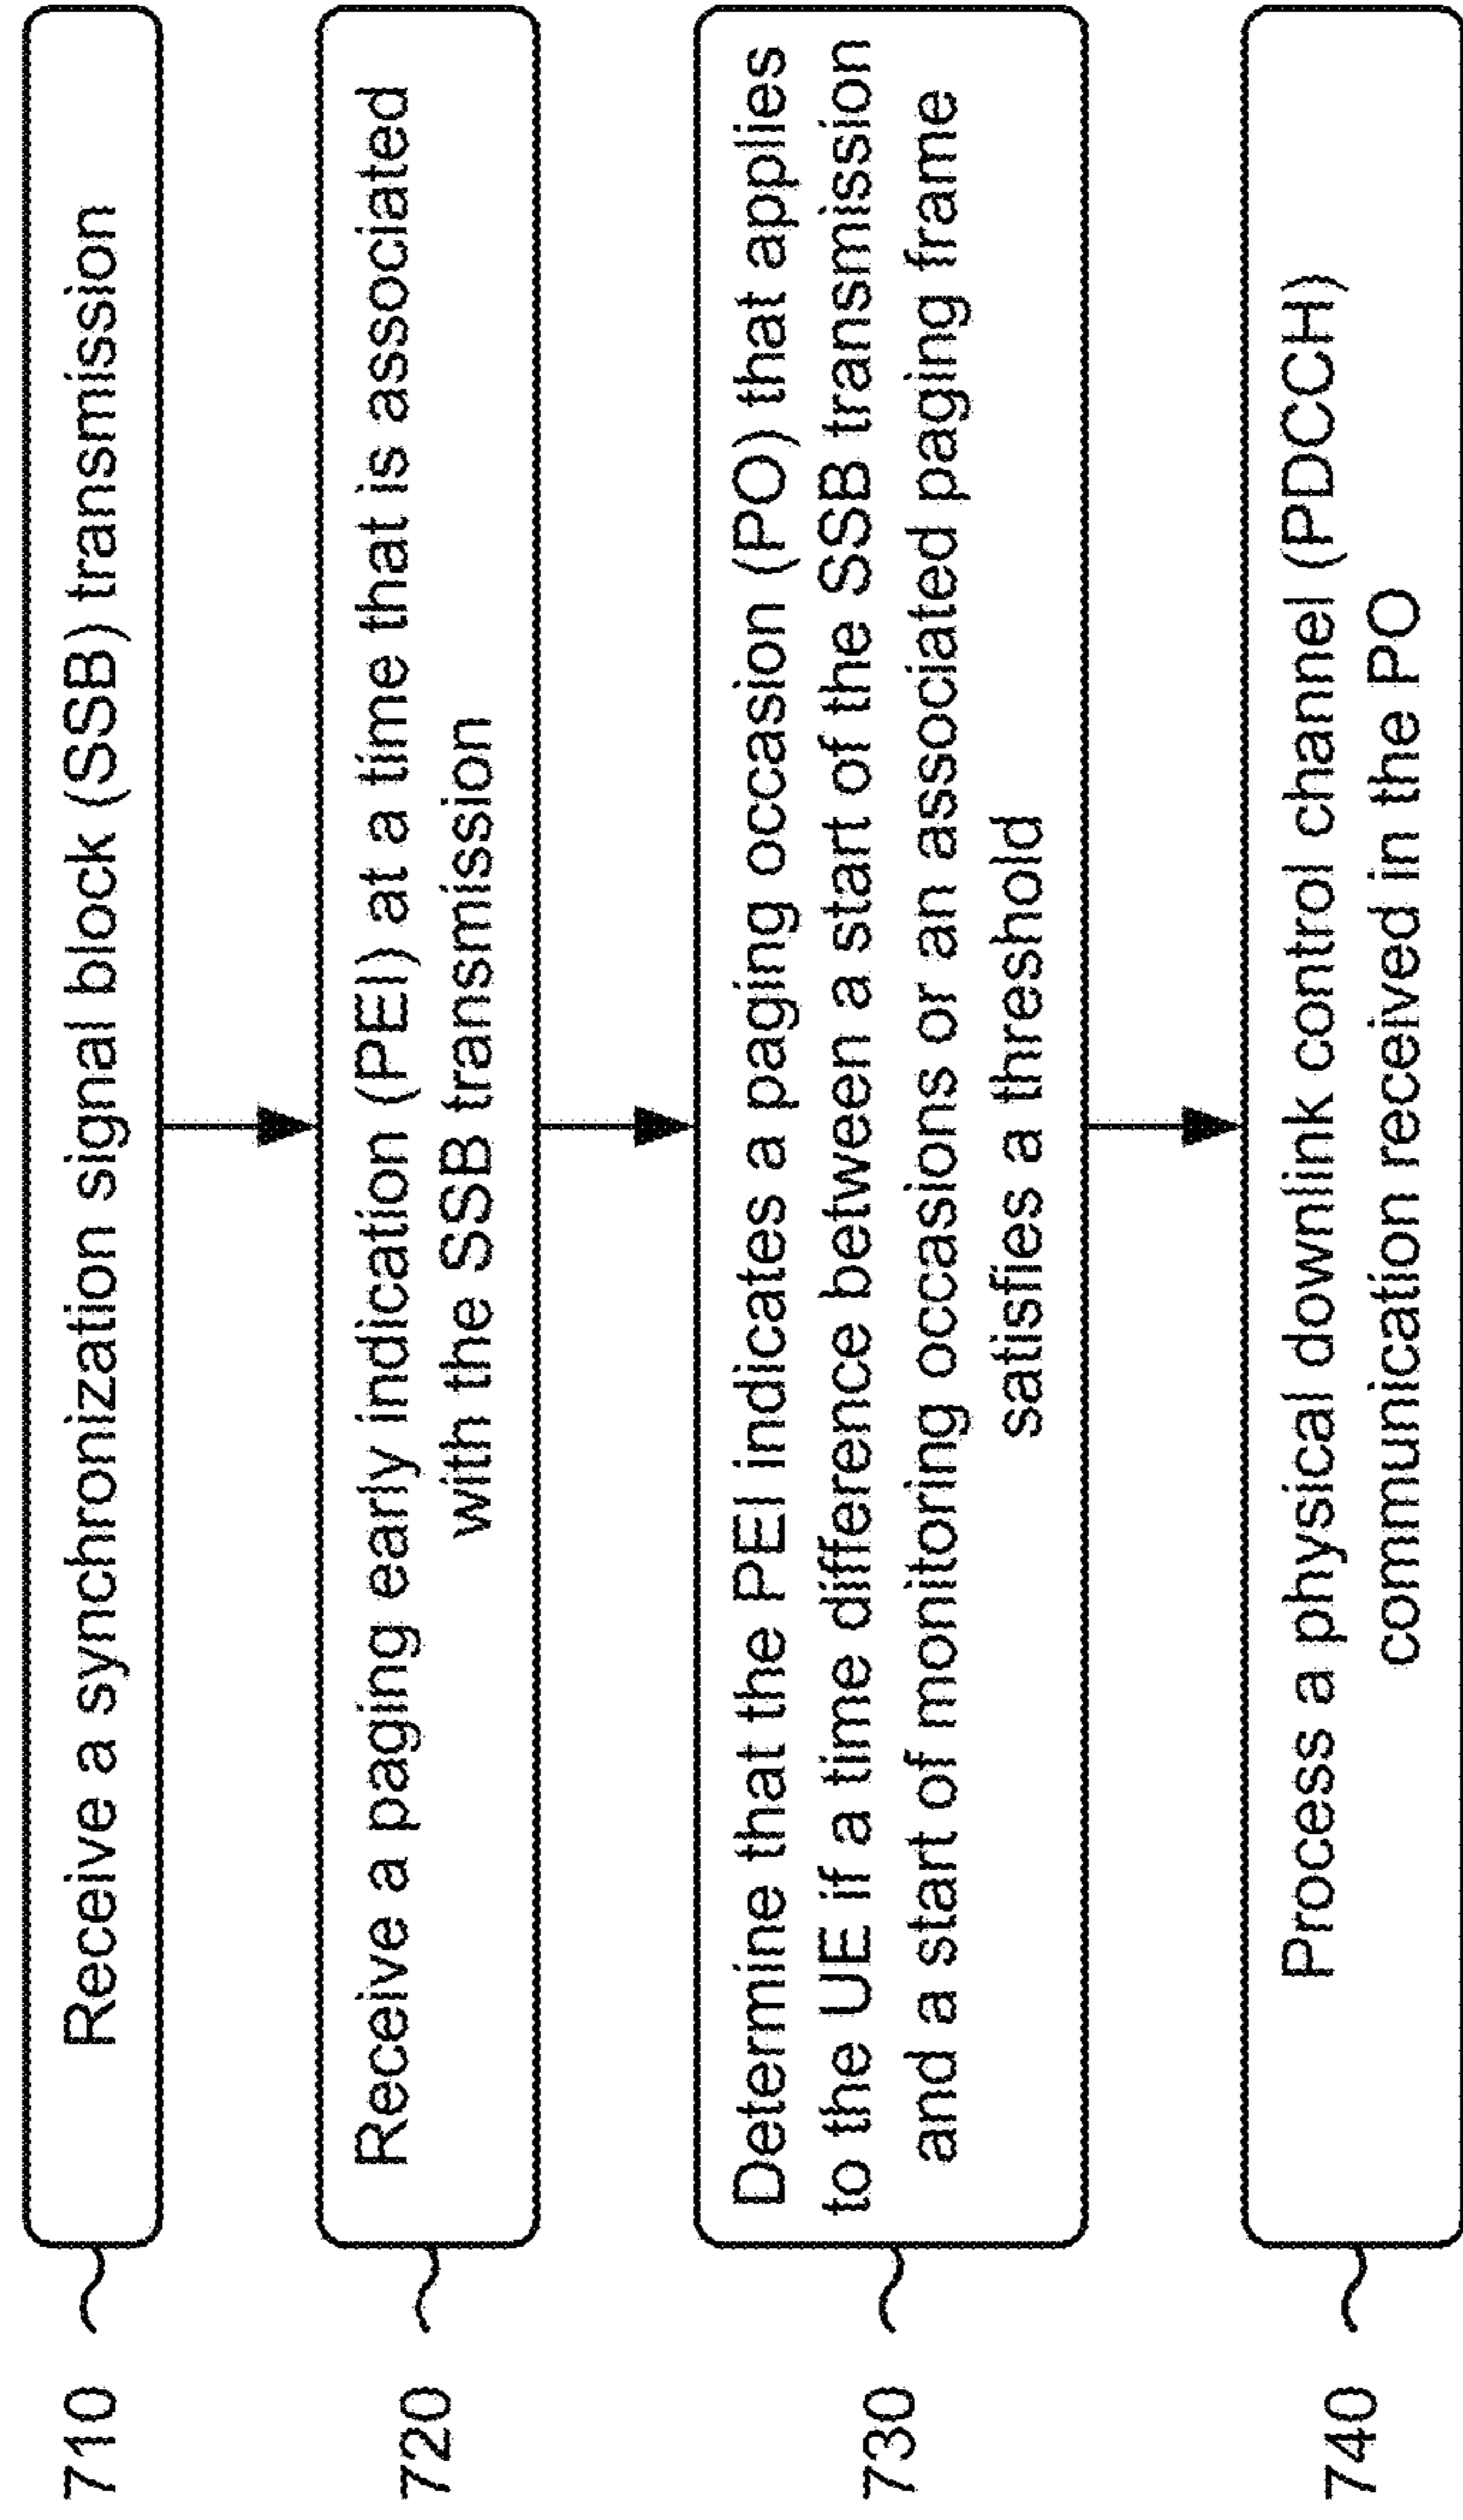 710
Receive a synchronization signal block (SSB) transmission
720
Receive a paging early indication (PEI) at a time that is associated
with the SSB transmission
730
Determine that the PEI indicates a paging occasion (PO) that applies
to the UE if a time difference between a start of the SSB transmission
and a start of monitoring occasions or an associated paging frame
satisfies a threshold
740
Process a physical downlink control channel (PDCCH)
communication received in the PO